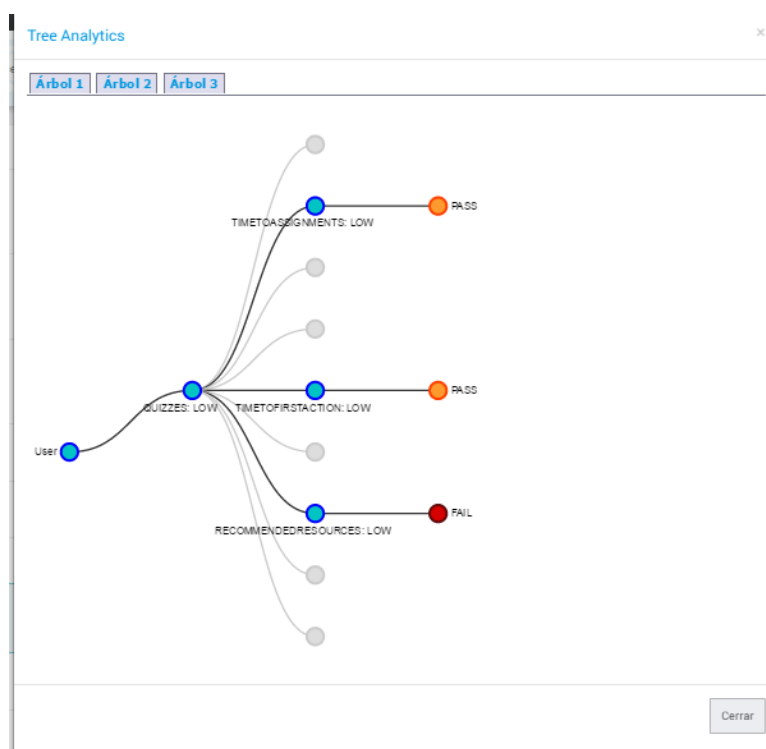 Tree Analytics
×
Árbol 1 Árbol 2 Árbol 3
PASS
TIMETOASSIGNMENTS: LOW
PASS
QUIZZES: LOW TIMETOFIRSTACTION: LOW
User
FAIL
RECOMMENDEDRESOURCES: LOW
Cerrar